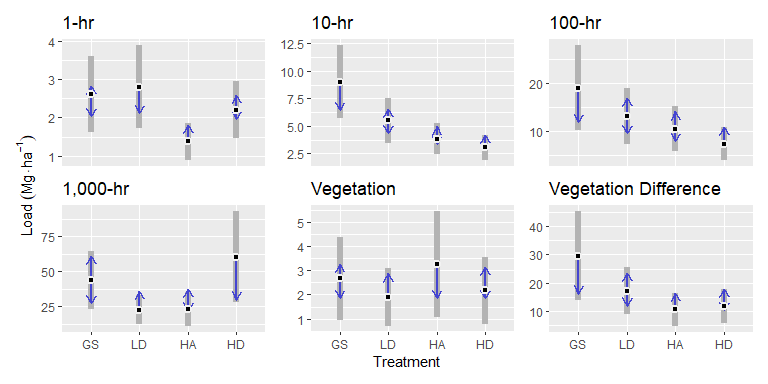 1-hr
10-hr
100-hr
4
3
2
1
12.5
10.0
7.5
5.0
2.5
20
10
Load (Mg·ha⁻¹)
1,000-hr
Vegetation
Vegetation Difference
75
50
25
5
4
3
2
1
40
30
20
10
GS LD HA HD
GS LD HA HD
GS LD HA HD
Treatment